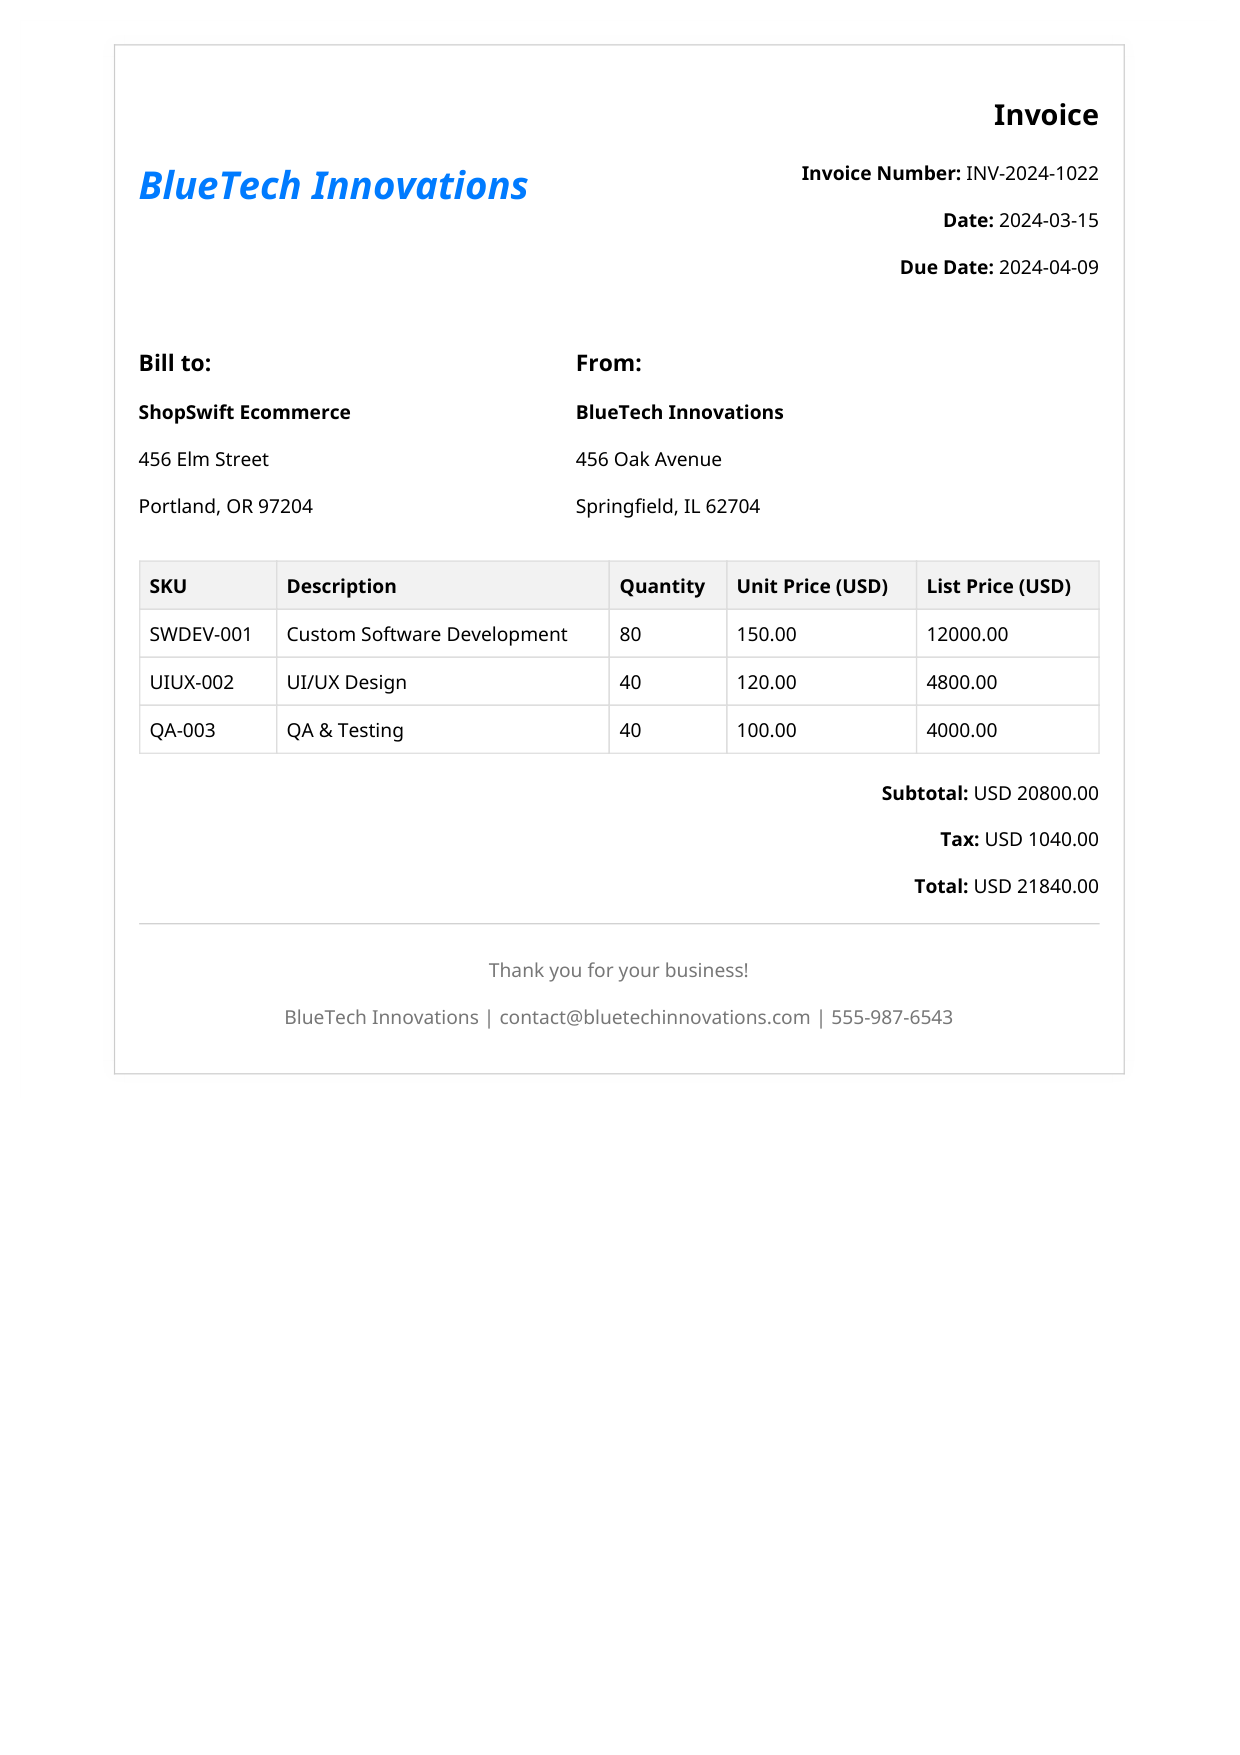 Invoice
BlueTech Innovations
Invoice Number: INV-2024-1022
Date: 2024-03-15
Due Date: 2024-04-09
Bill to:
ShopSwift Ecommerce
456 Elm Street
Portland, OR 97204
From:
BlueTech Innovations
456 Oak Avenue
Springfield, IL 62704
SKU Description Quantity Unit Price (USD) List Price (USD)
SWDEV-001 Custom Software Development 80 150.00 12000.00
UIUX-002 UI/UX Design 40 120.00 4800.00
QA-003 QA & Testing 40 100.00 4000.00
Subtotal: USD 20800.00
Tax: USD 1040.00
Total: USD 21840.00
Thank you for your business!
BlueTech Innovations | contact@bluetechinnovations.com | 555-987-6543